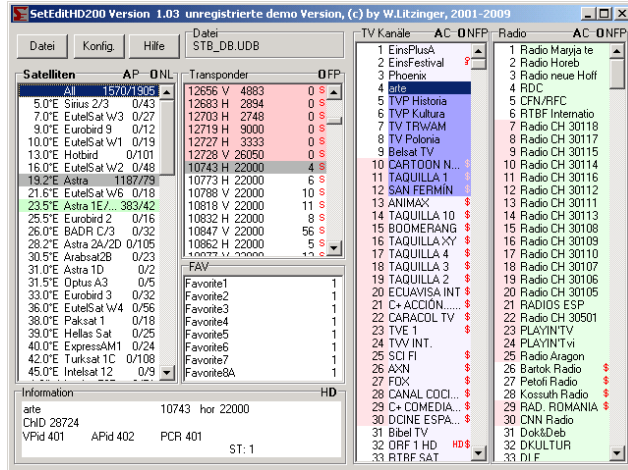 SetEditHD200 Version 1.03 unregistrierte demo Version, (c) by W.Litzinger, 2001-2009
Datei
Konfig.
Hilfe
Datei
STB_DB.UDB
Satelliten A P O N L
All 1570/1905
5.0°E Sirius 2/3 0/43
7.0°E EutelSat W3 0/27
9.0°E Eurobird 9 0/12
10.0°E EutelSat W1 0/19
13.0°E Hotbird 0/101
16.0°E EutelSat W2 0/48
19.2°E Astra 1187/79
21.6°E EutelSat W6 0/18
23.5°E Astra 1E/... 383/42
25.5°E Eurobird 2 0/16
26.0°E BADR C/3 0/32
28.2°E Astra 2A/2D 0/105
30.5°E Arabsat2B 0/23
31.0°E Astra 1D 0/2
31.5°E Optus A3 0/5
33.0°E Eurobird 3 0/32
36.0°E EutelSat W4 0/56
38.0°E Paksat 1 0/18
39.0°E Hellas Sat 0/25
40.0°E ExpressAM1 0/24
42.0°E Turksat 1C 0/108
45.0°E Intelsat 12 0/9
Transponder O F P
12656 V 4883 0 S
12683 H 2894 0 S
12703 H 2748 0 S
12719 H 9000 0 S
12727 H 3333 0 S
12728 V 26050 0 S
10743 H 22000 4 S
10773 H 22000 6 S
10788 V 22000 10 S
10818 V 22000 11 S
10832 H 22000 8 S
10847 V 22000 56 S
10862 H 22000 5 S
10877 V 22000 12 S
FAV
Favorite1 1
Favorite2 1
Favorite3 1
Favorite4 1
Favorite5 1
Favorite6 1
Favorite7 1
Favorite8A 1
Information HD
arte 10743 hor 22000
ChID 28724
VPid 401 APid 402 PCR 401
ST: 1
TV Kanäle A C O N F P
1 EinsPlusA
2 EinsFestival
3 Phoenix
4 arte
5 TVP Historia
6 TVP Kultura
7 TV TRWAM
8 TV Polonia
9 Belsat TV
10 CARTOON N... $
11 TAQUILLA 1 $
12 SAN FERMÍN $
13 ANIMAX $
14 TAQUILLA 10 $
15 BOOMERANG $
16 TAQUILLA XY $
17 TAQUILLA 4 $
18 TAQUILLA 3 $
19 TAQUILLA 2 $
20 ECUAVISA INT $
21 C+ ACCIÓN...... $
22 CARACOL TV $
23 TVE 1 $
24 TVV INT.
25 SCI FI $
26 AXN $
27 FOX $
28 CANAL COCI... $
29 C+ COMEDIA... $
30 DCINE ESPA... $
31 Bibel TV
32 ORF 1 HD HD$
33 RTBF SAT
Radio A C O N F P
1 Radio Maryja te
2 Radio Horeb
3 Radio neue Hoff
4 RDC
5 CFN/RFC
6 RTBF Internatio
7 Radio CH 30118
8 Radio CH 30117
9 Radio CH 30115
10 Radio CH 30114
11 Radio CH 30116
12 Radio CH 30112
13 Radio CH 30111
14 Radio CH 30113
15 Radio CH 30108
16 Radio CH 30109
17 Radio CH 30110
18 Radio CH 30107
19 Radio CH 30106
20 Radio CH 30105
21 RADIOS ESP
22 Radio CH 30501
23 PLAYIN'TV
24 PLAYIN'Tvi
25 Radio Aragon
26 Bartok Radio $
27 Petofi Radio $
28 Kossuth Radio $
29 RAD. ROMANIA $
30 CNN Radio
31 Dok&Deb
32 DKULTUR
33 DLF